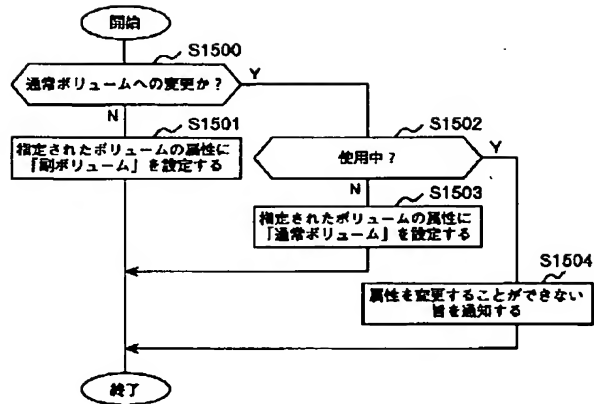 開始
S1500
通常ボリュームへの変更か？
Y
N
S1501
指定されたボリュームの属性に
「副ボリューム」を設定する
S1502
使用中？
Y
N
S1503
指定されたボリュームの属性に
「通常ボリューム」を設定する
S1504
属性を変更することができない
旨を通知する
終了